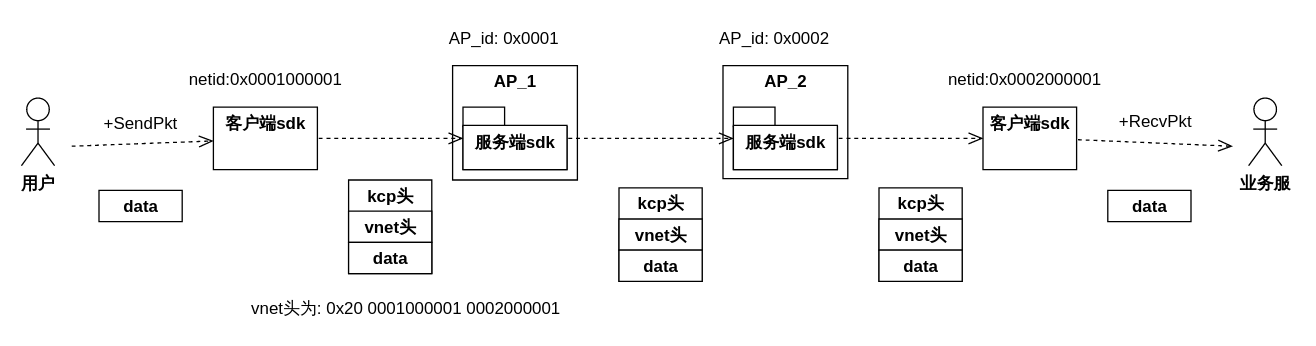 AP_id: 0x0001
AP_id: 0x0002
netid:0x0001000001
AP_1
AP_2
netid:0x0002000001
+SendPkt
客户端sdk
服务端sdk
服务端sdk
客户端sdk
+RecvPkt
用户
业务服
data
kcp头
vnet头
data
kcp头
vnet头
data
kcp头
vnet头
data
data
vnet头为: 0x20 0001000001 0002000001